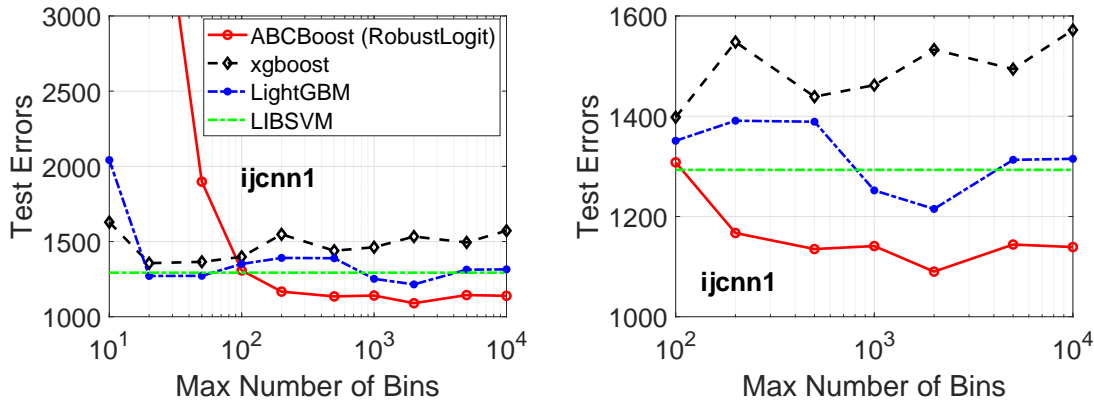 3000
2500
2000
1500
1000
Test Errors
ABCBoost (RobustLogit)
xgboost
LightGBM
LIBSVM
ijcnn1
10^1
10^2
10^3
10^4
Max Number of Bins
1600
1400
1200
1000
Test Errors
ijcnn1
10^2
10^3
10^4
Max Number of Bins